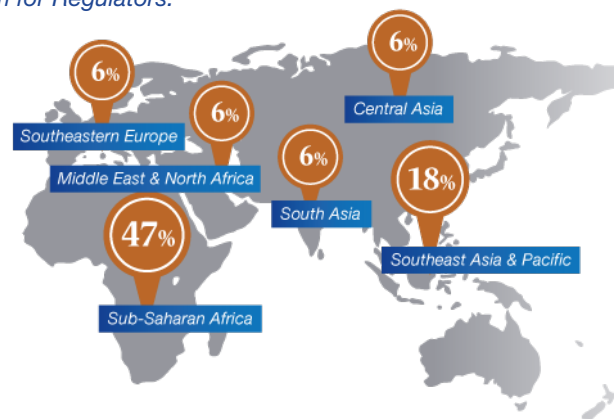 for Regulators.
6%
Central Asia
6%
Southeastern Europe
6%
Middle East & North Africa
6%
South Asia
18%
Southeast Asia & Pacific
47%
Sub-Saharan Africa